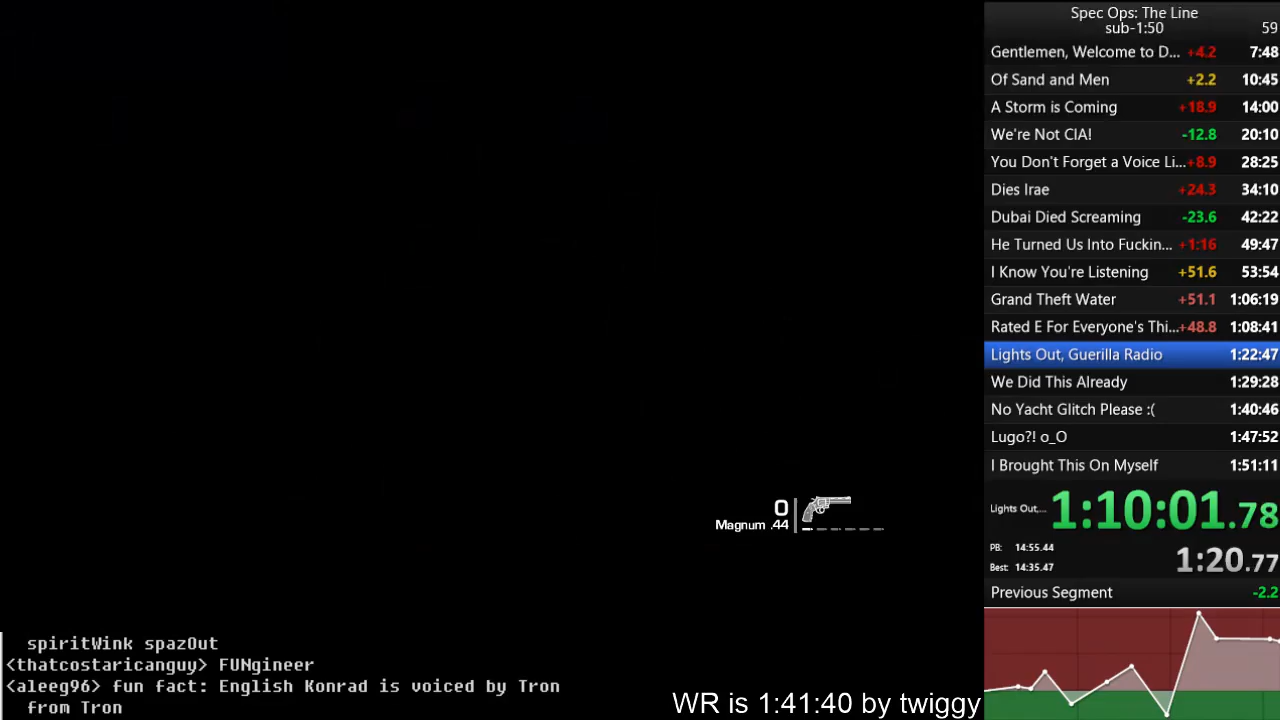 Spec Ops: The Line
sub-1:50 59
Gentlemen, Welcome to D... +4.2 7:48
Of Sand and Men +2.2 10:45
A Storm is Coming +18.9 14:00
We're Not CIA! -12.8 20:10
You Don't Forget a Voice Li... +8.9 28:25
Dies Irae +24.3 34:10
Dubai Died Screaming -23.6 42:22
He Turned Us Into Fuckin... +1:16 49:47
I Know You're Listening +51.6 53:54
Grand Theft Water +51.1 1:06:19
Rated E For Everyone's Thi... +48.8 1:08:41
Lights Out, Guerilla Radio 1:22:47
We Did This Already 1:29:28
No Yacht Glitch Please :( 1:40:46
Lugo?! o_O 1:47:52
I Brought This On Myself 1:51:11
Lights Out,... 1:10:01.78
PB: 14:55.44
Best: 14:35.47
1:20.77
Previous Segment -2.2
0
Magnum .44
spiritWink spazOut
<thatcostaricanguy> FUNgineer
<aleeg96> fun fact: English Konrad is voiced by Tron
from Tron
WR is 1:41:40 by twiggy